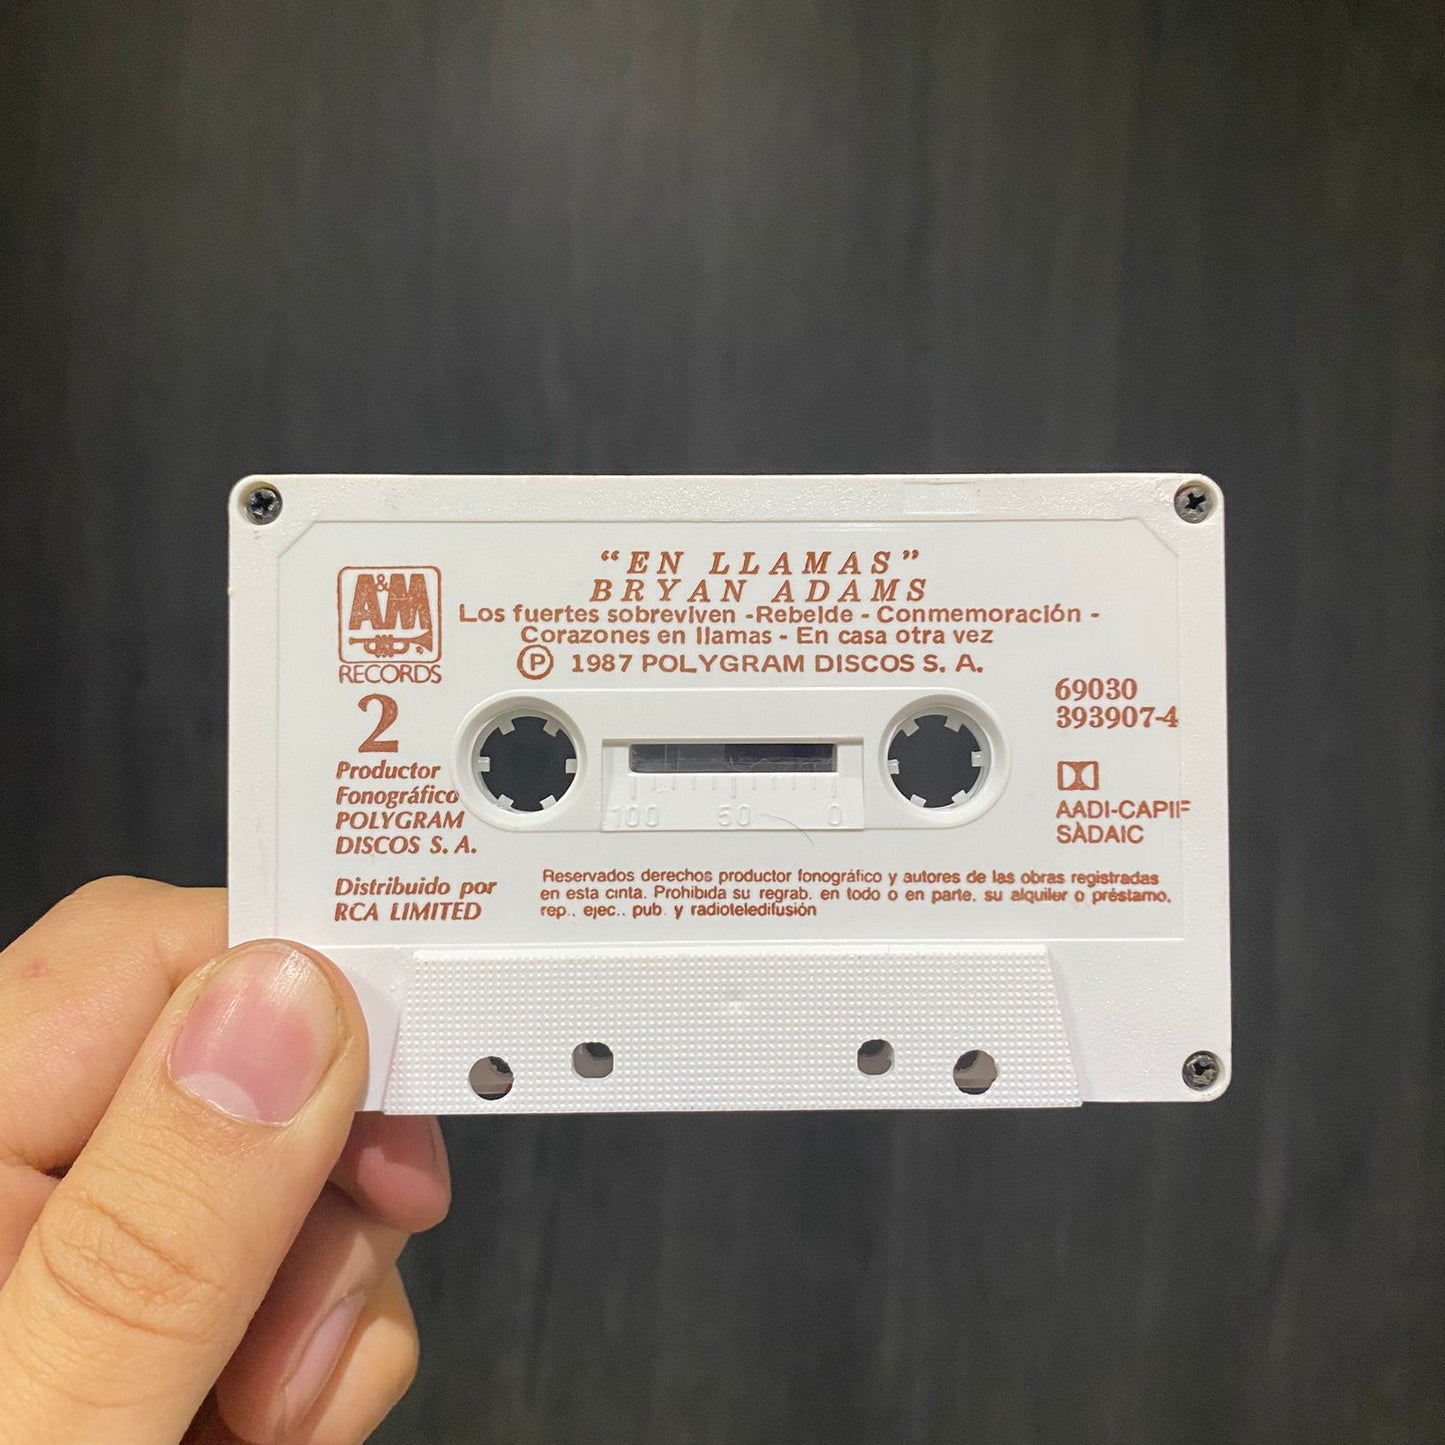 “EN LLAMAS”
BRYAN ADAMS
Los fuertes sobreviven -Rebelde - Conmemoración -
Corazones en llamas - En casa otra vez
Ⓟ 1987 POLYGRAM DISCOS S. A.
A&M
RECORDS
2
Productor
Fonográfico
POLYGRAM
DISCOS S. A.
Distribuido por
RCA LIMITED
69030
393907-4
AADI-CAPIF
SÀDAIC
100 50 0
Reservados derechos productor fonográfico y autores de las obras registradas
en esta cinta. Prohibida su regrab. en todo o en parte, su alquiler o préstamo,
rep., ejec., pub. y radioteledifusión